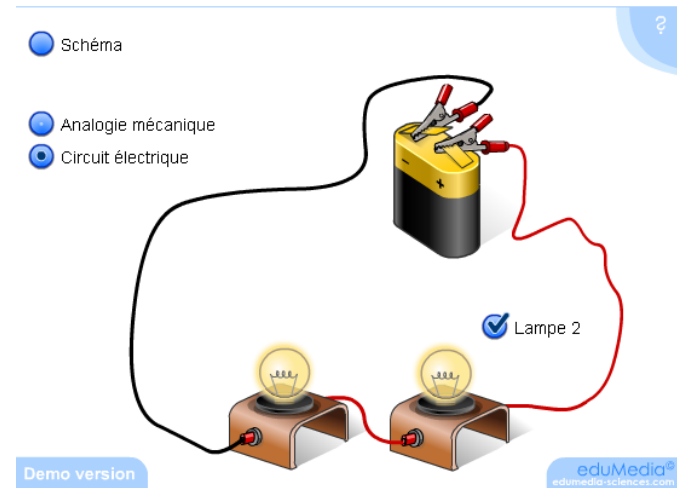 ?
Schéma
Analogie mécanique
Circuit électrique
-
+
Lampe 2
Demo version
eduMedia©
edumedia-sciences.com